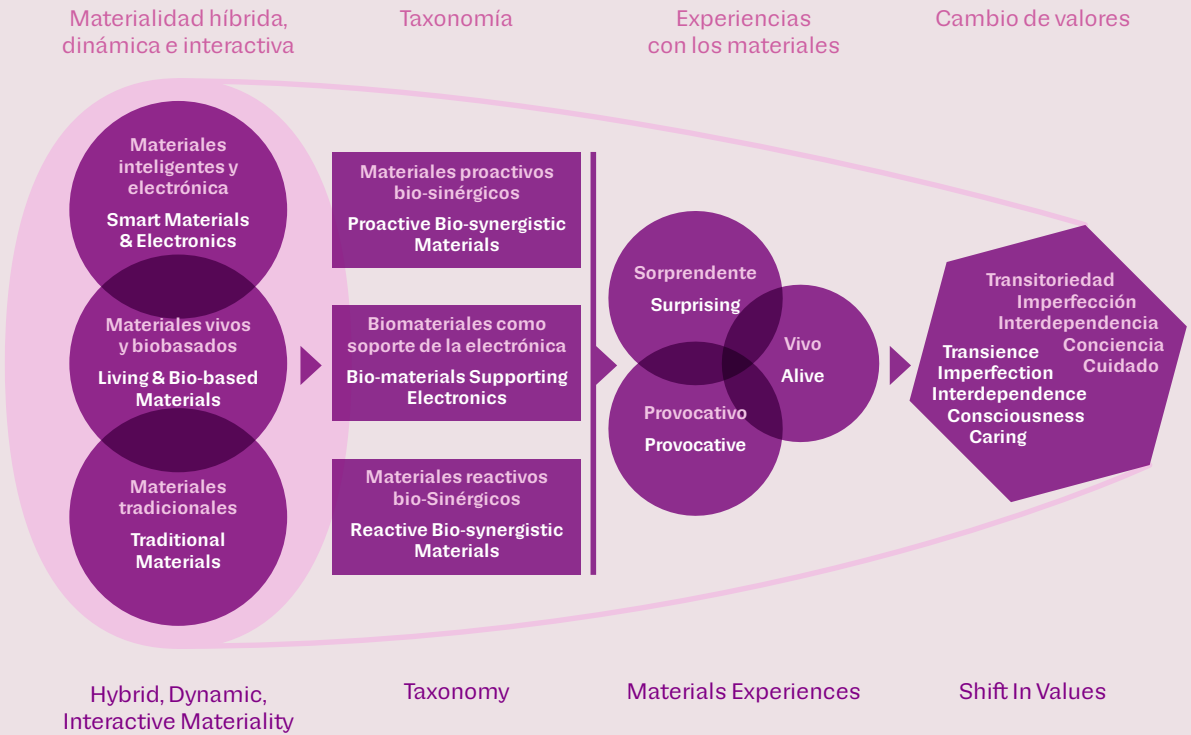 Materialidad híbrida,
dinámica e interactiva
Taxonomía
Experiencias
con los materiales
Cambio de valores
Materiales
inteligentes y
electrónica
Smart Materials
& Electronics
Materiales vivos
y biobasados
Living & Bio-based
Materials
Materiales
tradicionales
Traditional
Materials
Materiales proactivos
bio-sinérgicos
Proactive Bio-synergistic
Materials
Biomateriales como
soporte de la electrónica
Bio-materials Supporting
Electronics
Materiales reactivos
bio-Sinérgicos
Reactive Bio-synergistic
Materials
Sorprendente
Surprising
Vivo
Alive
Provocativo
Provocative
Transitoriedad
Imperfección
Interdependencia
Conciencia
Cuidado
Transience
Imperfection
Interdependence
Consciousness
Caring
Hybrid, Dynamic,
Interactive Materiality
Taxonomy
Materials Experiences
Shift In Values